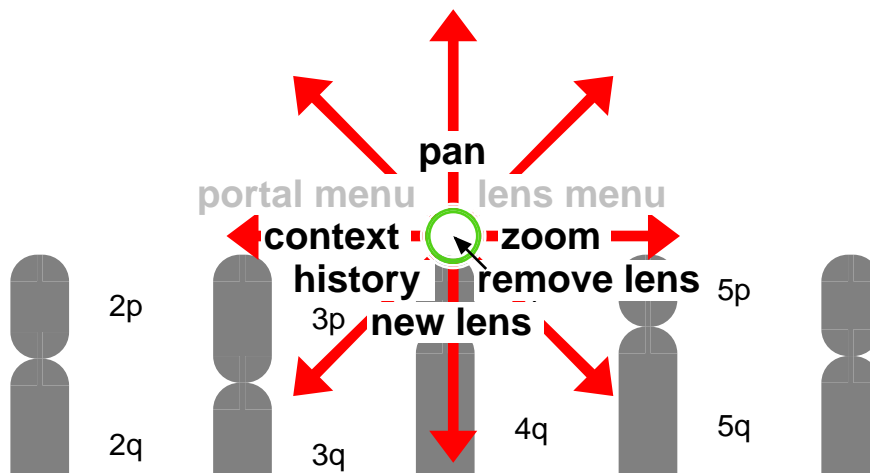 pan
portal menu lens menu
context zoom
history remove lens
new lens
2p 3p 5p
2q 3q 4q 5q